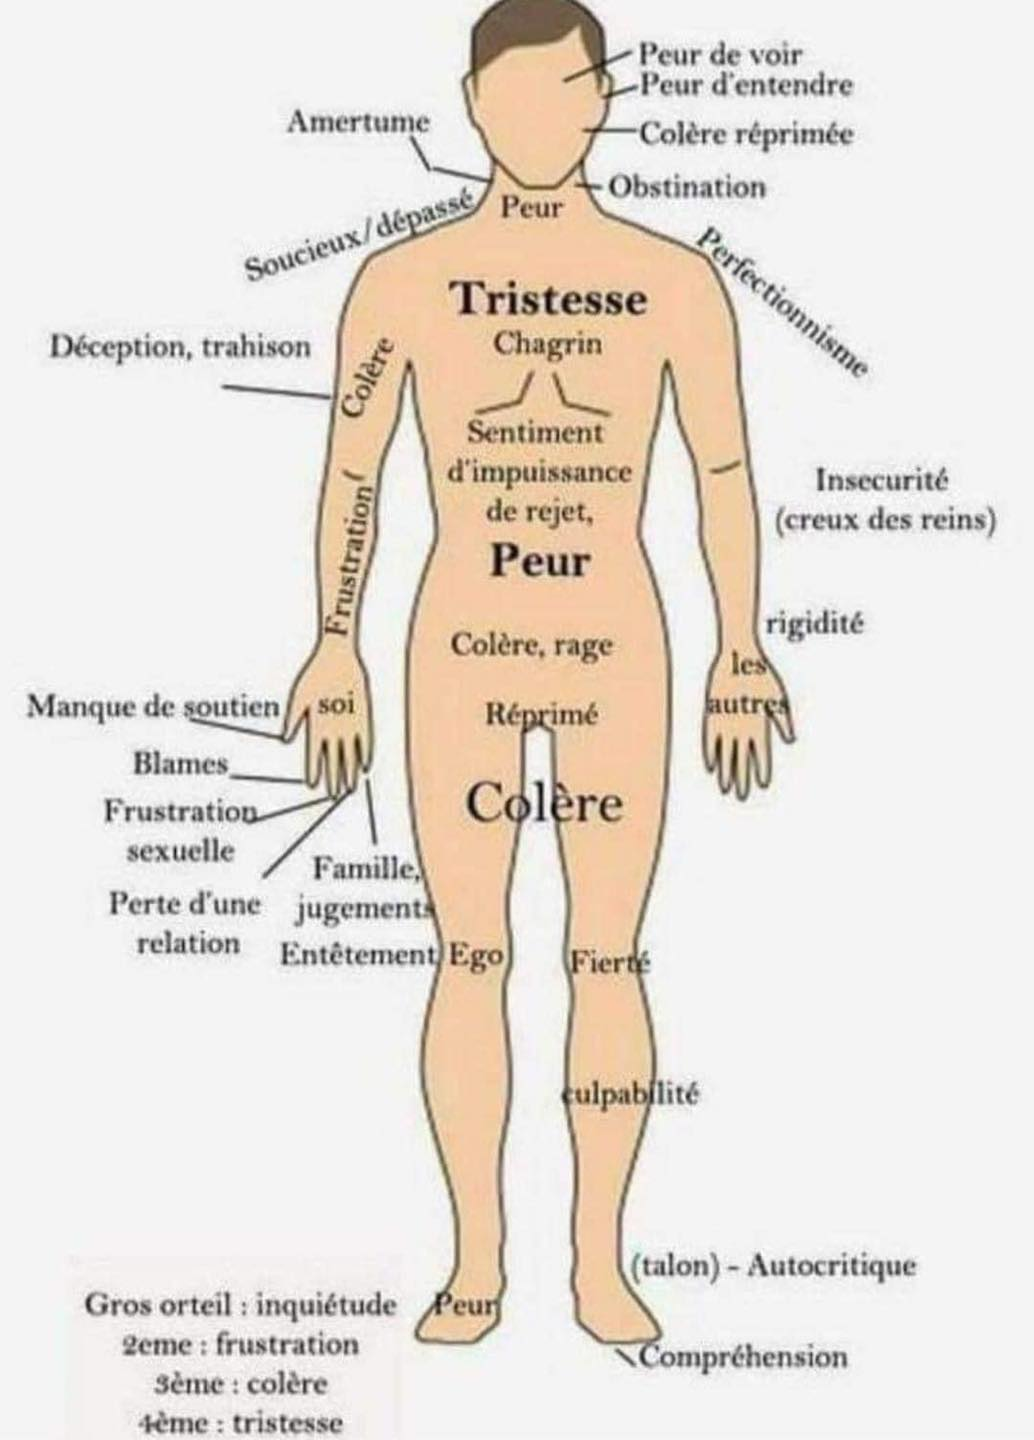 Peur de voir
Peur d'entendre
Amertume
Colère réprimée
Obstination
Soucieux/dépassé
Peur
Perfectionnisme
Tristesse
Chagrin
Déception, trahison
Colère
Sentiment
d'impuissance
de rejet,
Peur
Insecurité
(creux des reins)
Frustration
rigidité
Colère, rage
les
autres
Manque de soutien
soi
Réprimé
Blames
Colère
Frustration
sexuelle
Famille,
jugements
Perte d'une
relation
Entêtement
Ego
Fierté
culpabilité
(talon) - Autocritique
Gros orteil : inquiétude
Peur
2eme : frustration
Compréhension
3ème : colère
4ème : tristesse